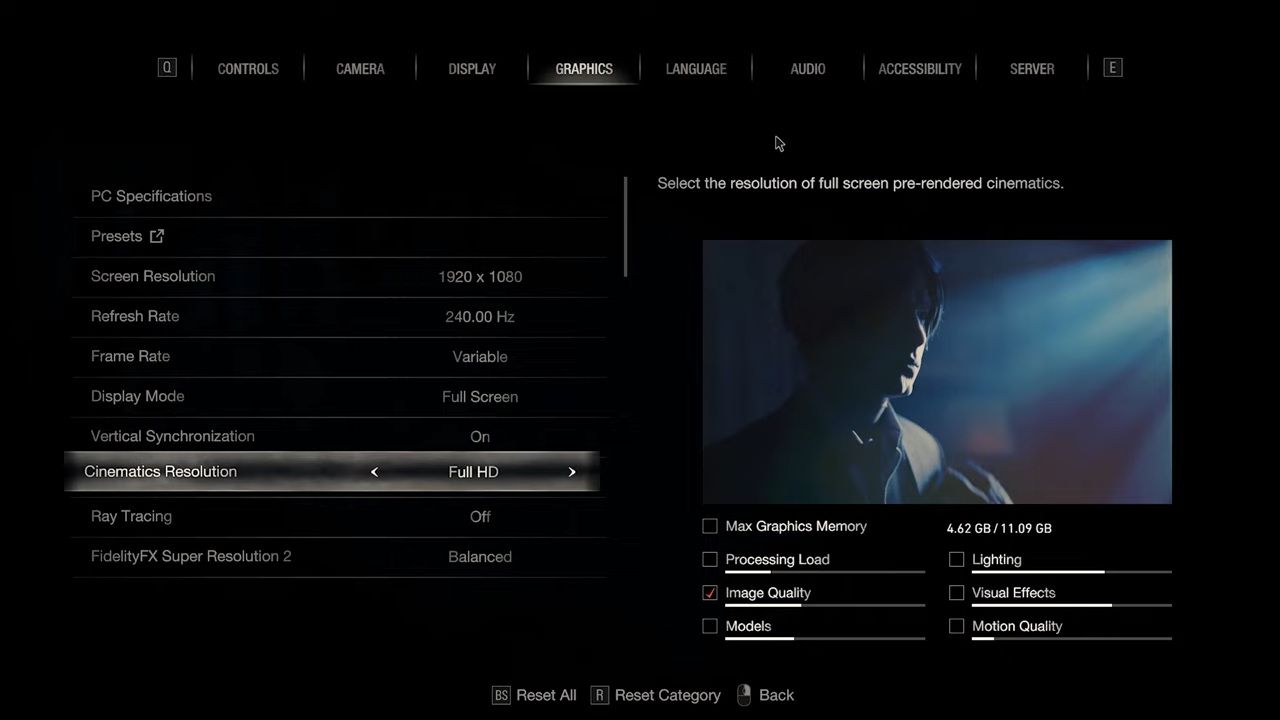 Q CONTROLS CAMERA DISPLAY GRAPHICS LANGUAGE AUDIO ACCESSIBILITY SERVER E
PC Specifications
Presets
Screen Resolution 1920 x 1080
Refresh Rate 240.00 Hz
Frame Rate Variable
Display Mode Full Screen
Vertical Synchronization On
Cinematics Resolution < Full HD >
Ray Tracing Off
FidelityFX Super Resolution 2 Balanced
Select the resolution of full screen pre-rendered cinematics.
Max Graphics Memory 4.62 GB / 11.09 GB
Processing Load Lighting
Image Quality Visual Effects
Models Motion Quality
BS Reset All R Reset Category Back